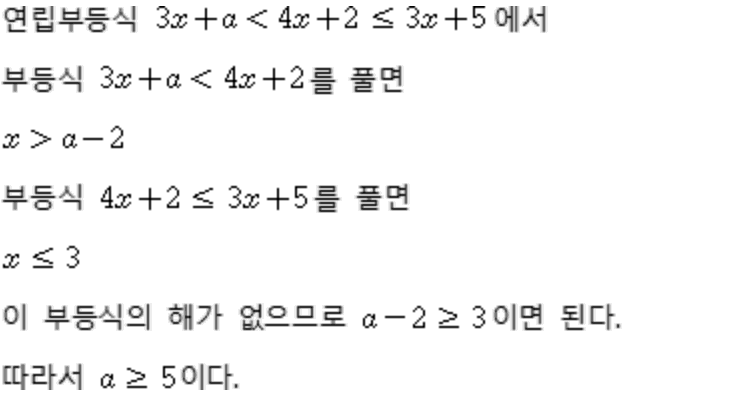 연립부등식 3x+a < 4x+2 ≤ 3x+5에서
부등식 3x+a < 4x+2를 풀면
x > a-2
부등식 4x+2 ≤ 3x+5를 풀면
x ≤ 3
이 부등식의 해가 없으므로 a-2 ≥ 3이면 된다.
따라서 a ≥ 5이다.